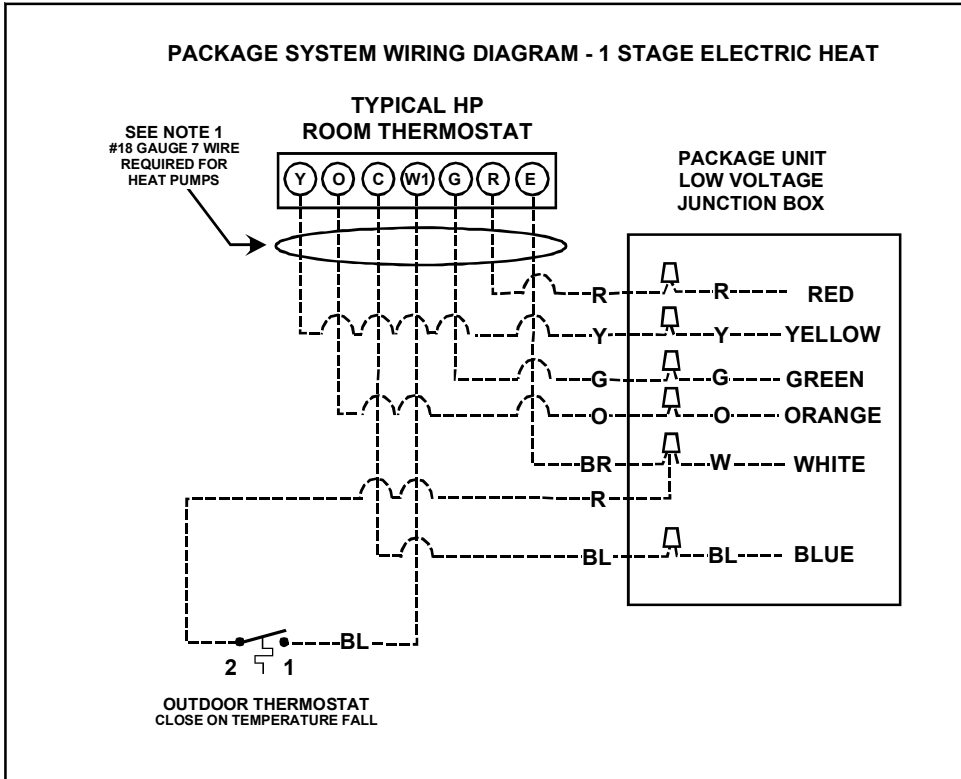 PACKAGE SYSTEM WIRING DIAGRAM - 1 STAGE ELECTRIC HEAT
TYPICAL HP
ROOM THERMOSTAT
SEE NOTE 1
#18 GAUGE 7 WIRE
REQUIRED FOR
HEAT PUMPS
Y O C W1 G R E
PACKAGE UNIT
LOW VOLTAGE
JUNCTION BOX
R R RED
Y Y YELLOW
G G GREEN
O O ORANGE
BR W WHITE
R
BL BL BLUE
BL
2 1
OUTDOOR THERMOSTAT
CLOSE ON TEMPERATURE FALL